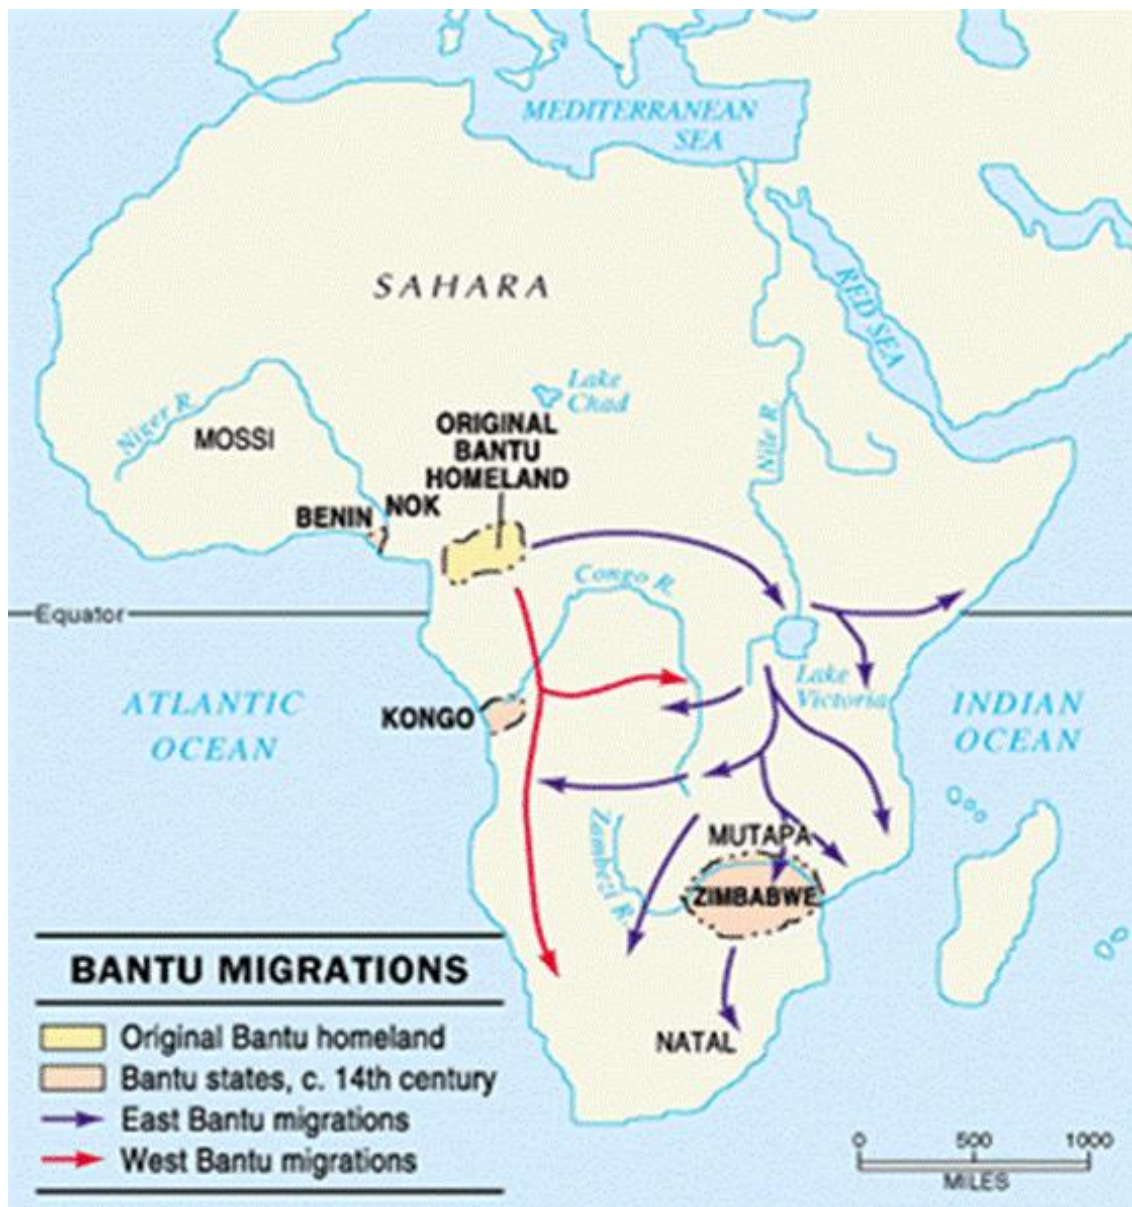 MEDITERRANEAN
SEA
SAHARA
RED SEA
Lake
Chad
Niger R.
MOSSI
ORIGINAL
BANTU
HOMELAND
Nile R.
NOK
BENIN
Congo R.
Equator
Lake
Victoria
ATLANTIC
OCEAN
KONGO
INDIAN
OCEAN
Zambezi R.
MUTAPA
ZIMBABWE
NATAL
BANTU MIGRATIONS
Original Bantu homeland
Bantu states, c. 14th century
East Bantu migrations
West Bantu migrations
0 500 1000
MILES